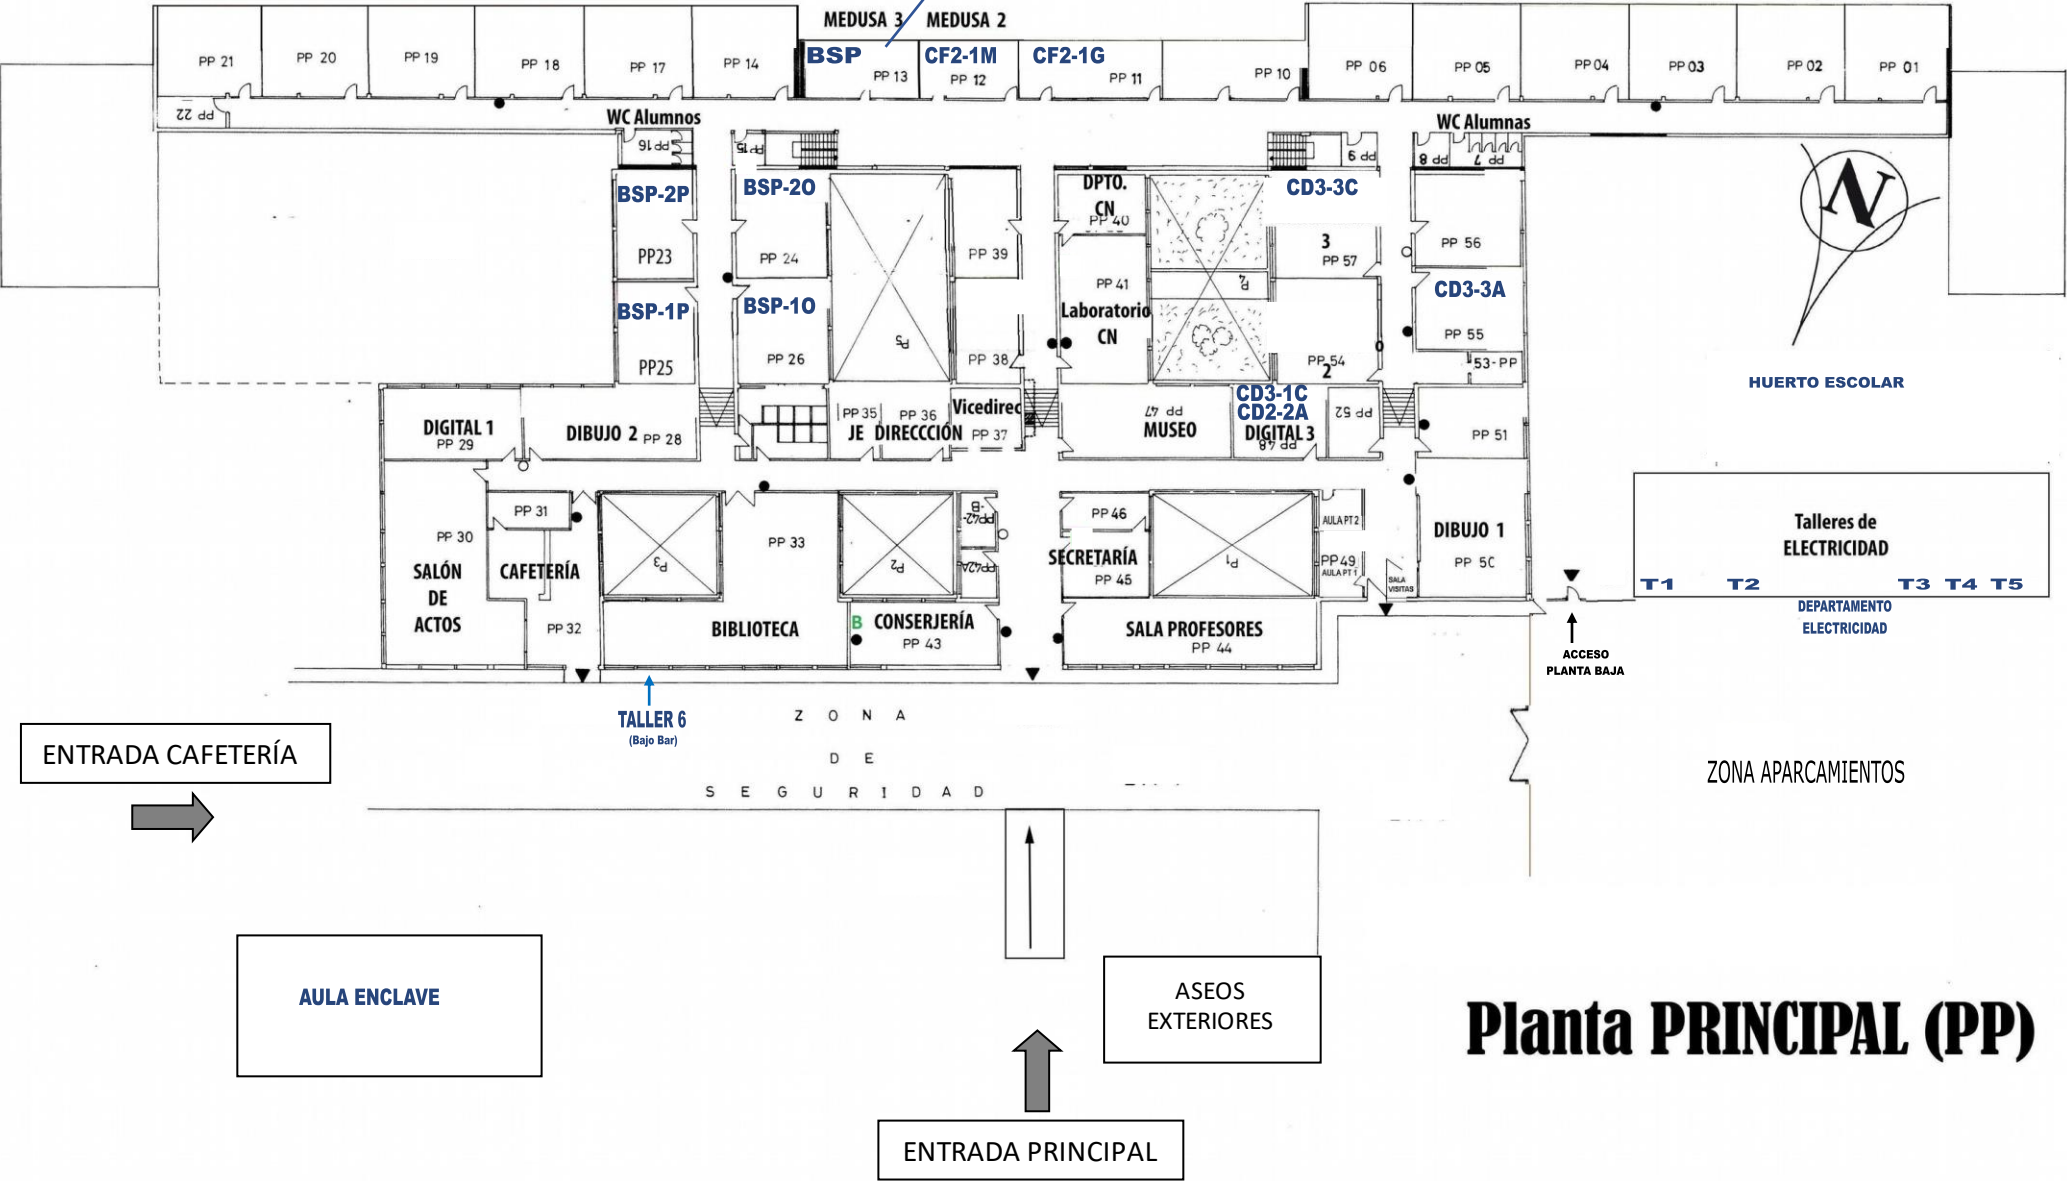 MEDUSA 3 MEDUSA 2
PP 21
PP 20
PP 19
PP 18
PP 17
PP 14
BSP
PP 13
CF2-1M
PP 12
CF2-1G
PP 11
PP 10
PP 06
PP 05
PP 04
PP 03
PP 02
PP 01
PP 22
WC Alumnos
WC Alumnas
PP 16
PP 15
PP 9
PP 8
PP 7
N
BSP-2P
PP23
BSP-2O
PP 24
PP 39
DPTO.
CN
PP 40
CD3-3C
3
PP 57
PP 56
BSP-1P
PP25
BSP-1O
PP 26
P5
PP 38
PP 41
Laboratorio
CN
P4
PP 54
2
CD3-3A
PP 55
53-PP
HUERTO ESCOLAR
DIGITAL 1
PP 29
DIBUJO 2 PP 28
PP 35
JE
PP 36
DIRECCCIÓN
Vicedirec
PP 37
PP 47
MUSEO
CD3-1C
CD2-2A
DIGITAL 3
PP 48
PP 52
PP 51
PP 30
SALÓN
DE
ACTOS
PP 31
CAFETERÍA
PP 32
P3
PP 33
BIBLIOTECA
P2
PP42-B
PP42A
B
CONSERJERÍA
PP 43
PP 46
SECRETARÍA
PP 45
P1
SALA PROFESORES
PP 44
AULA PT 2
PP49
AULA PT 1
SALA
VISITAS
DIBUJO 1
PP 5C
Talleres de
ELECTRICIDAD
T1 T2 T3 T4 T5
DEPARTAMENTO
ELECTRICIDAD
ACCESO
PLANTA BAJA
TALLER 6
(Bajo Bar)
ZONA
DE
SEGURIDAD
ENTRADA CAFETERÍA
ZONA APARCAMIENTOS
AULA ENCLAVE
ASEOS
EXTERIORES
Planta PRINCIPAL (PP)
ENTRADA PRINCIPAL